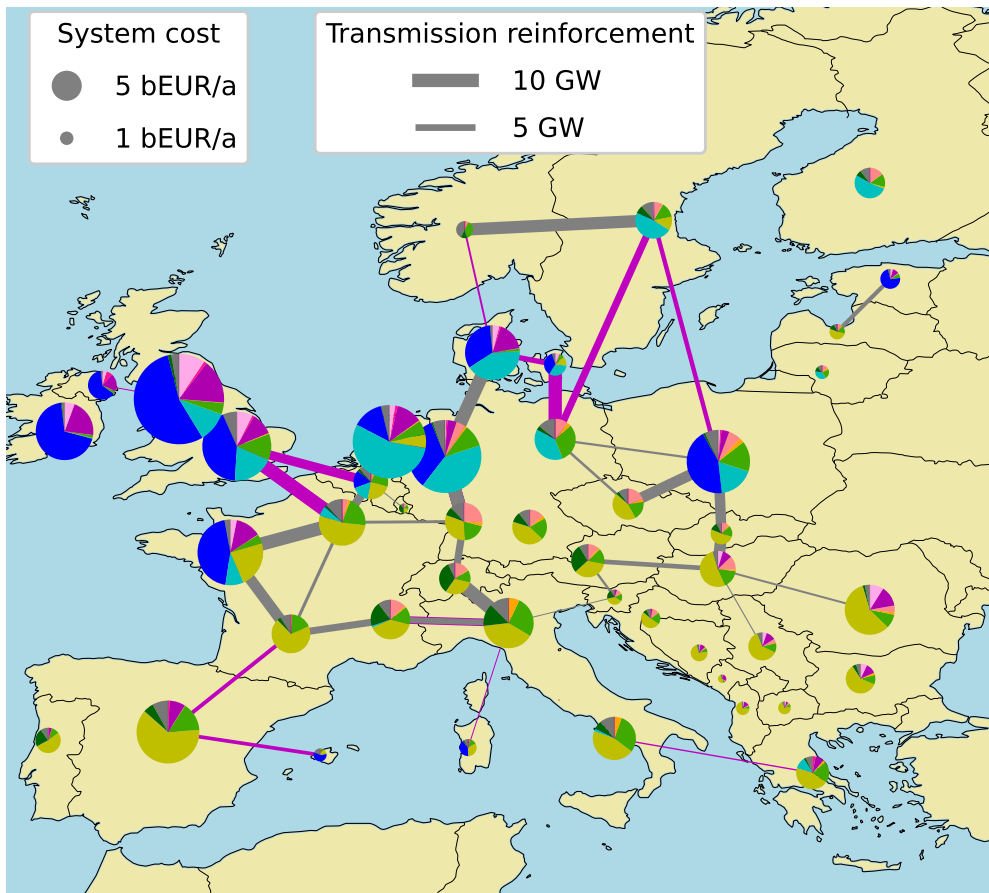 System cost
5 bEUR/a
1 bEUR/a
Transmission reinforcement
10 GW
5 GW